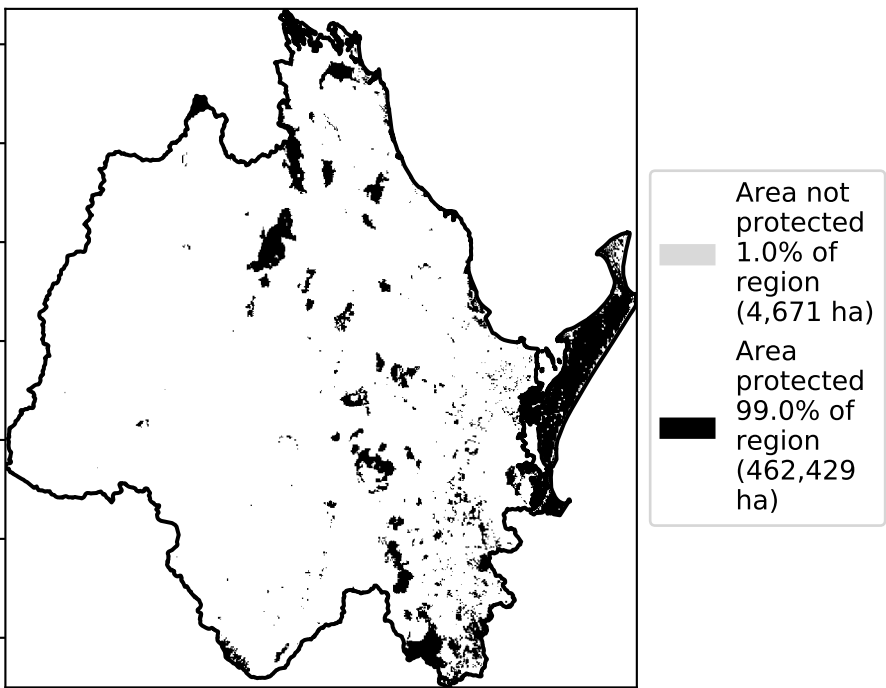 Area not
protected
1.0% of
region
(4,671 ha)
Area
protected
99.0% of
region
(462,429
ha)